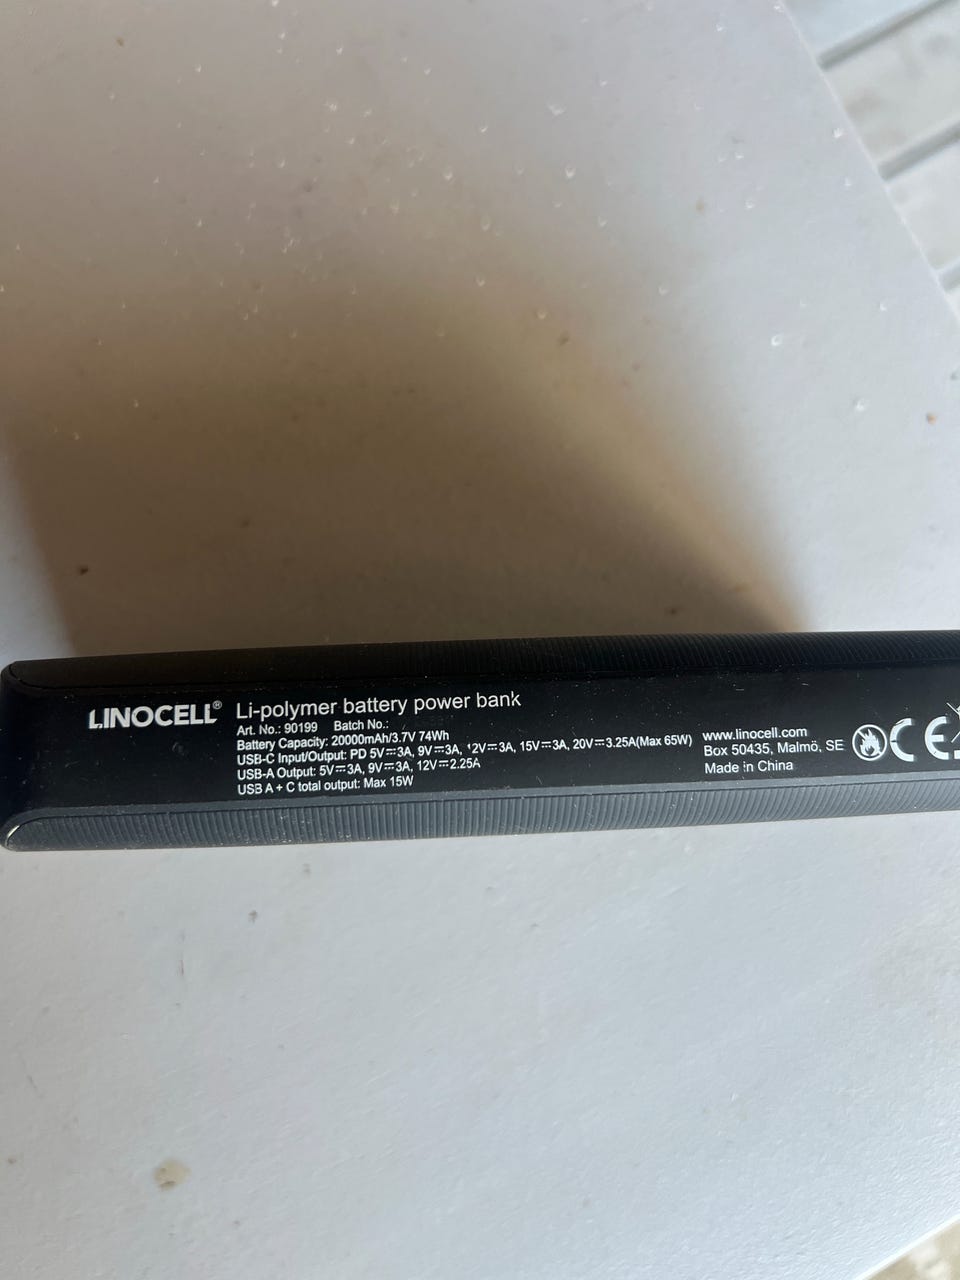 LINOCELL®
Li-polymer battery power bank
Art. No.: 90199 Batch No.:
Battery Capacity: 20000mAh/3.7V 74Wh
USB-C Input/Output: PD 5V⎓3A, 9V⎓3A, 12V⎓3A, 15V⎓3A, 20V⎓3.25A(Max 65W)
USB-A Output: 5V⎓3A, 9V⎓3A, 12V⎓2.25A
USB A + C total output: Max 15W
www.linocell.com
Box 50435, Malmö, SE
Made in China
CE